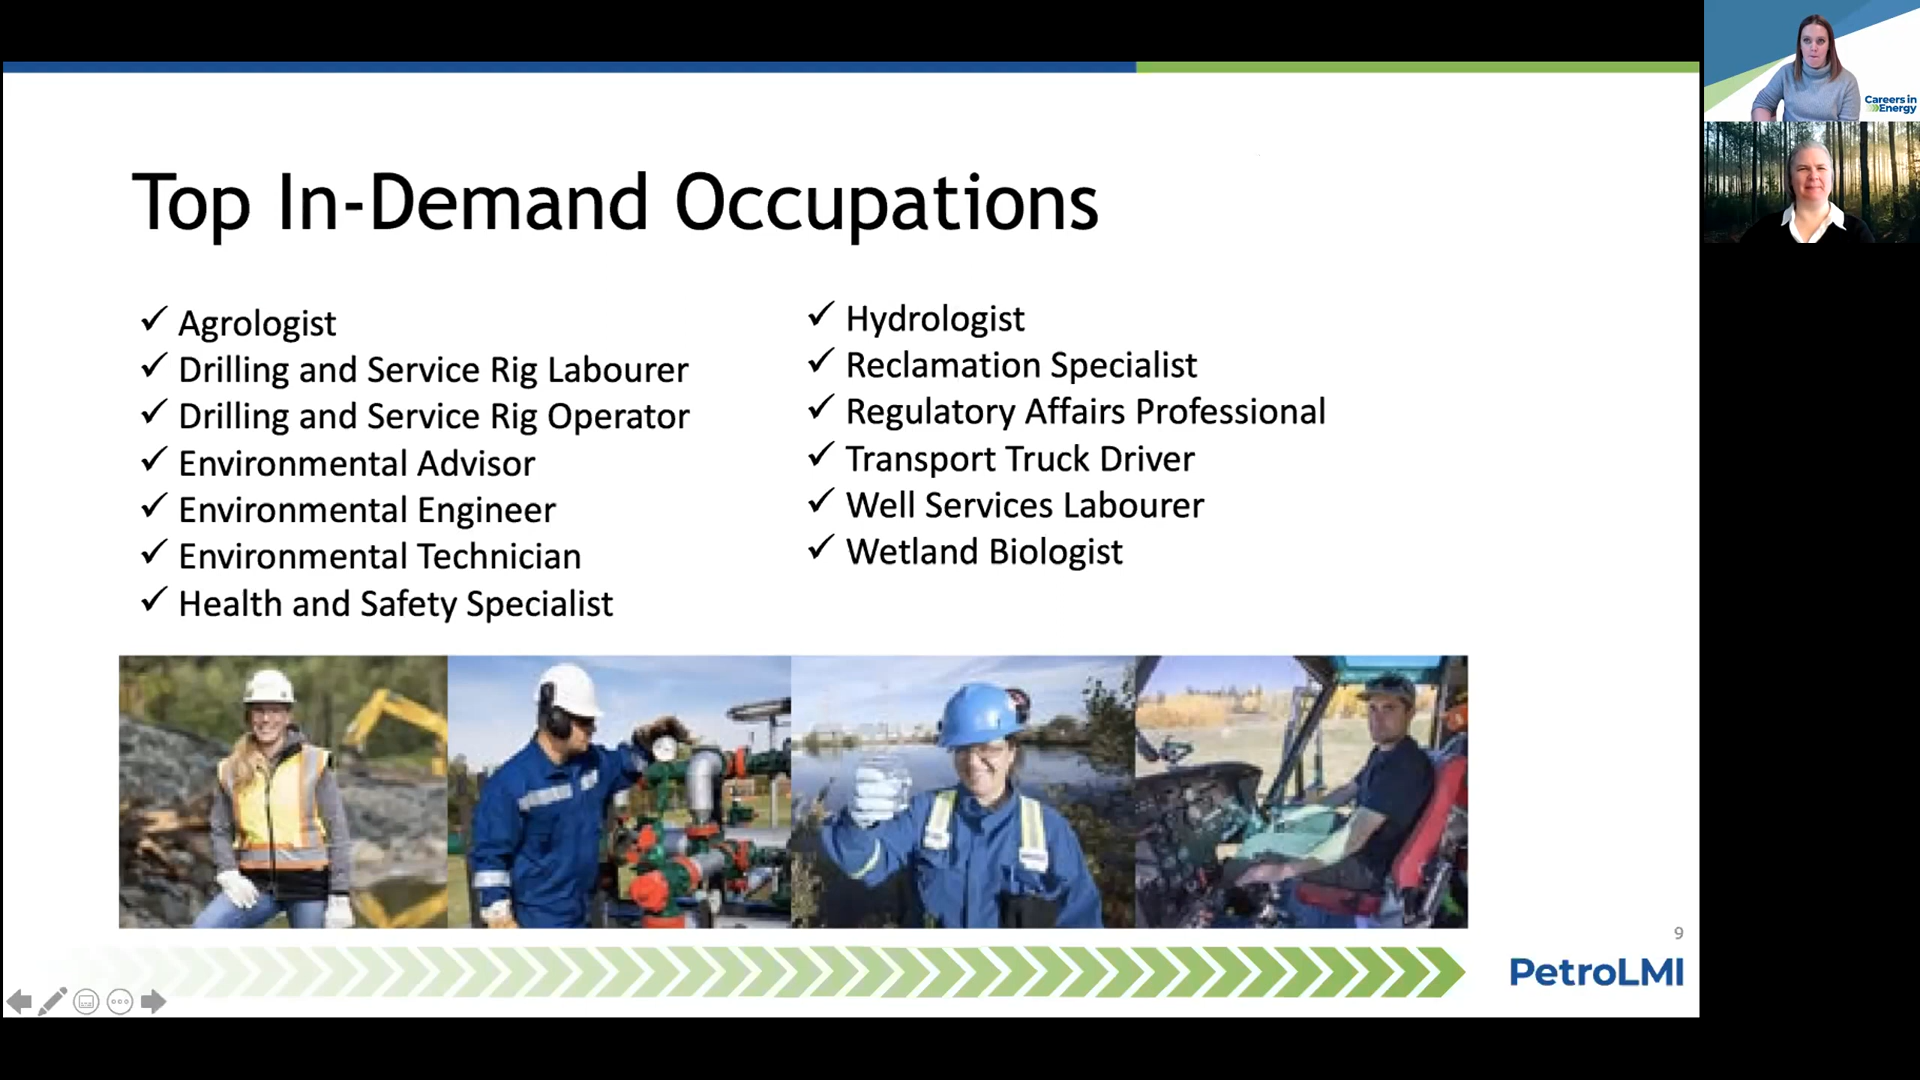 Top In-Demand Occupations
✓ Agrologist
✓ Drilling and Service Rig Labourer
✓ Drilling and Service Rig Operator
✓ Environmental Advisor
✓ Environmental Engineer
✓ Environmental Technician
✓ Health and Safety Specialist
✓ Hydrologist
✓ Reclamation Specialist
✓ Regulatory Affairs Professional
✓ Transport Truck Driver
✓ Well Services Labourer
✓ Wetland Biologist
9
PetroLMI
Careers in
Energy